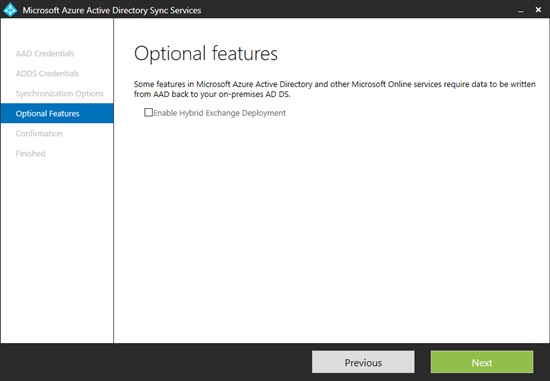 Microsoft Azure Active Directory Sync Services
AAD Credentials
ADDS Credentials
Synchronization Options
Optional Features
Confirmation
Finished
Optional features
Some features in Microsoft Azure Active Directory and other Microsoft Online services require data to be written
from AAD back to your on-premises AD DS.
Enable Hybrid Exchange Deployment
Previous
Next